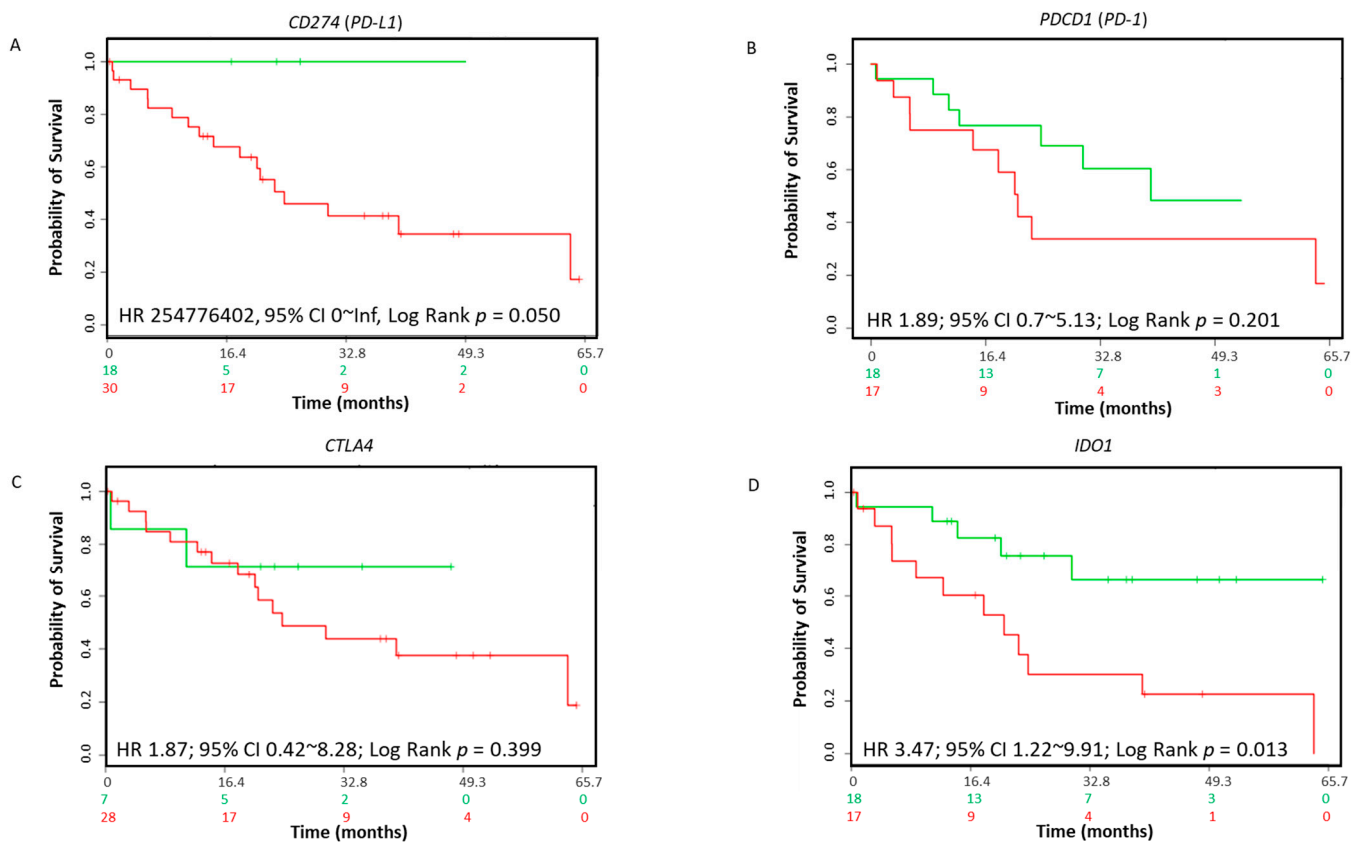 CD274 (PD-L1)
A
Probability of Survival
1.0
0.8
0.6
0.4
0.2
0.0
HR 254776402, 95% CI 0~Inf, Log Rank p = 0.050
0 16.4 32.8 49.3 65.7
18 5 2 2 0
30 17 9 2 0
Time (months)
PDCD1 (PD-1)
B
Probability of Survival
1.0
0.8
0.6
0.4
0.2
0.0
HR 1.89; 95% CI 0.7~5.13; Log Rank p = 0.201
0 16.4 32.8 49.3 65.7
18 13 7 1 0
17 9 4 3 0
Time (months)
CTLA4
C
Probability of Survival
1.0
0.8
0.6
0.4
0.2
0.0
HR 1.87; 95% CI 0.42~8.28; Log Rank p = 0.399
0 16.4 32.8 49.3 65.7
7 5 2 0 0
28 17 9 4 0
Time (months)
IDO1
D
Probability of Survival
1.0
0.8
0.6
0.4
0.2
0.0
HR 3.47; 95% CI 1.22~9.91; Log Rank p = 0.013
0 16.4 32.8 49.3 65.7
18 13 7 3 0
17 9 4 1 0
Time (months)